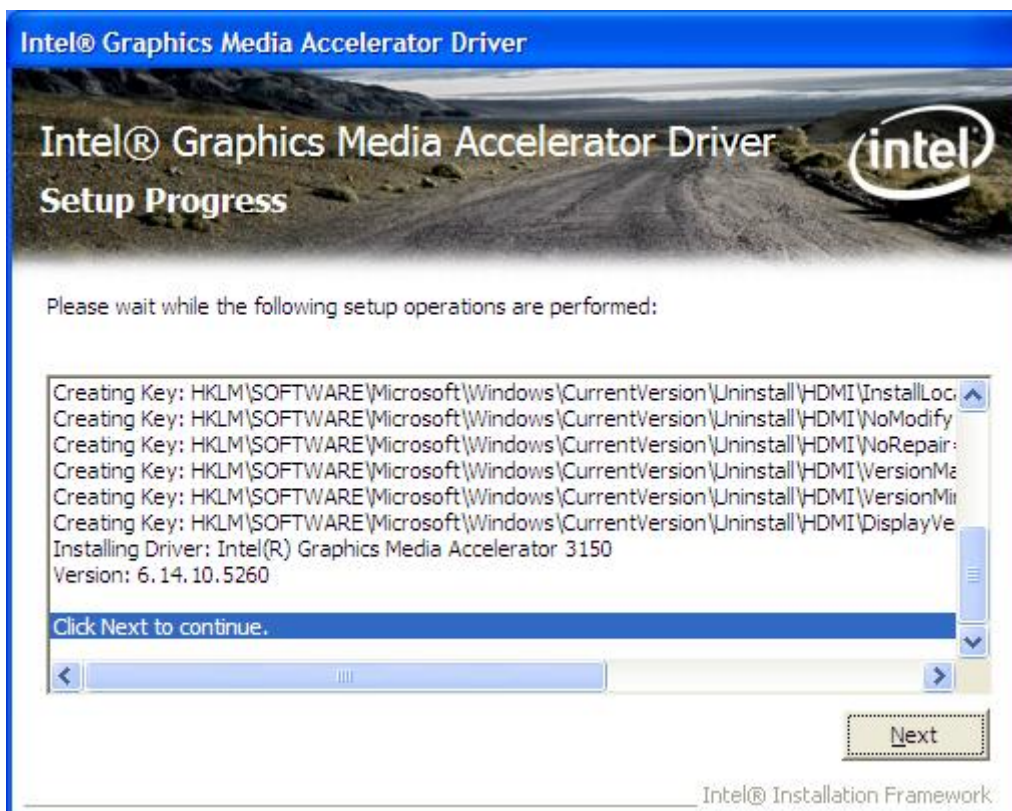 Intel® Graphics Media Accelerator Driver
Intel® Graphics Media Accelerator Driver
intel
Setup Progress
Please wait while the following setup operations are performed:
Creating Key: HKLM\SOFTWARE\Microsoft\Windows\CurrentVersion\Uninstall\HDMI\InstallLoc
Creating Key: HKLM\SOFTWARE\Microsoft\Windows\CurrentVersion\Uninstall\HDMI\NoModify
Creating Key: HKLM\SOFTWARE\Microsoft\Windows\CurrentVersion\Uninstall\HDMI\NoRepair=
Creating Key: HKLM\SOFTWARE\Microsoft\Windows\CurrentVersion\Uninstall\HDMI\VersionMa
Creating Key: HKLM\SOFTWARE\Microsoft\Windows\CurrentVersion\Uninstall\HDMI\VersionMi
Creating Key: HKLM\SOFTWARE\Microsoft\Windows\CurrentVersion\Uninstall\HDMI\DisplayVe
Installing Driver: Intel(R) Graphics Media Accelerator 3150
Version: 6.14.10.5260
Click Next to continue.
Next
Intel® Installation Framework